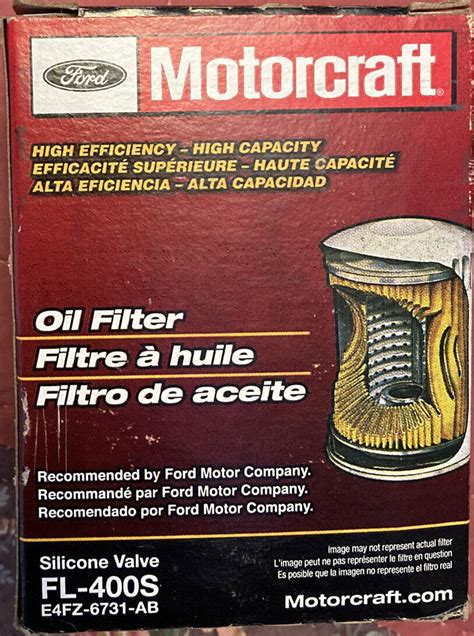 Ford
Motorcraft®
HIGH EFFICIENCY – HIGH CAPACITY
EFFICACITÉ SUPÉRIEURE – HAUTE CAPACITÉ
ALTA EFICIENCIA – ALTA CAPACIDAD
Oil Filter
Filtre à huile
Filtro de aceite
Recommended by Ford Motor Company.
Recommandé par Ford Motor Company.
Recomendado por Ford Motor Company.
Image may not represent actual filter
L'image peut ne pas représenter le filtre en question
Es posible que la imagen no represente el filtro real
Silicone Valve
FL-400S
E4FZ-6731-AB
Motorcraft.com